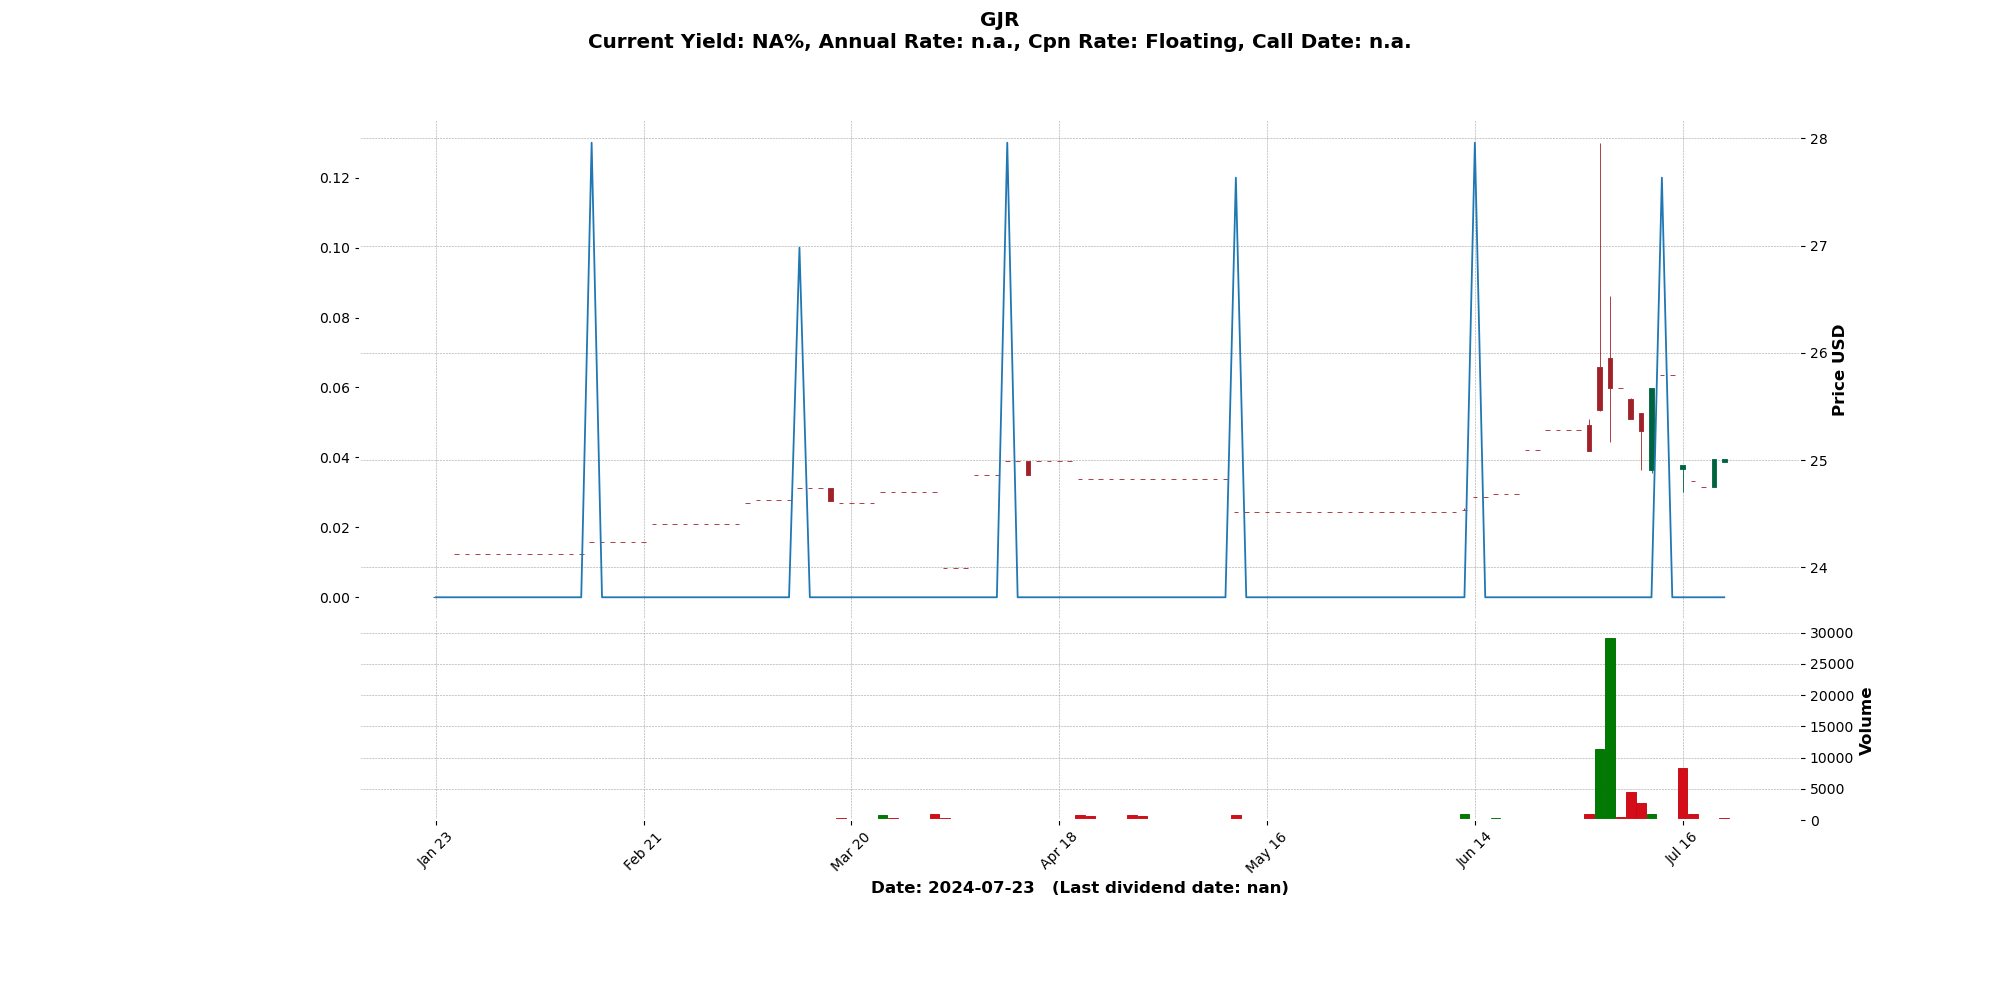 GJR
Current Yield: NA%, Annual Rate: n.a., Cpn Rate: Floating, Call Date: n.a.
0.12
0.10
0.08
0.06
0.04
0.02
0.00
28
27
26
25
24
Price USD
30000
25000
20000
15000
10000
5000
0
Volume
Jan 23
Feb 21
Mar 20
Apr 18
May 16
Jun 14
Jul 16
Date: 2024-07-23 (Last dividend date: nan)